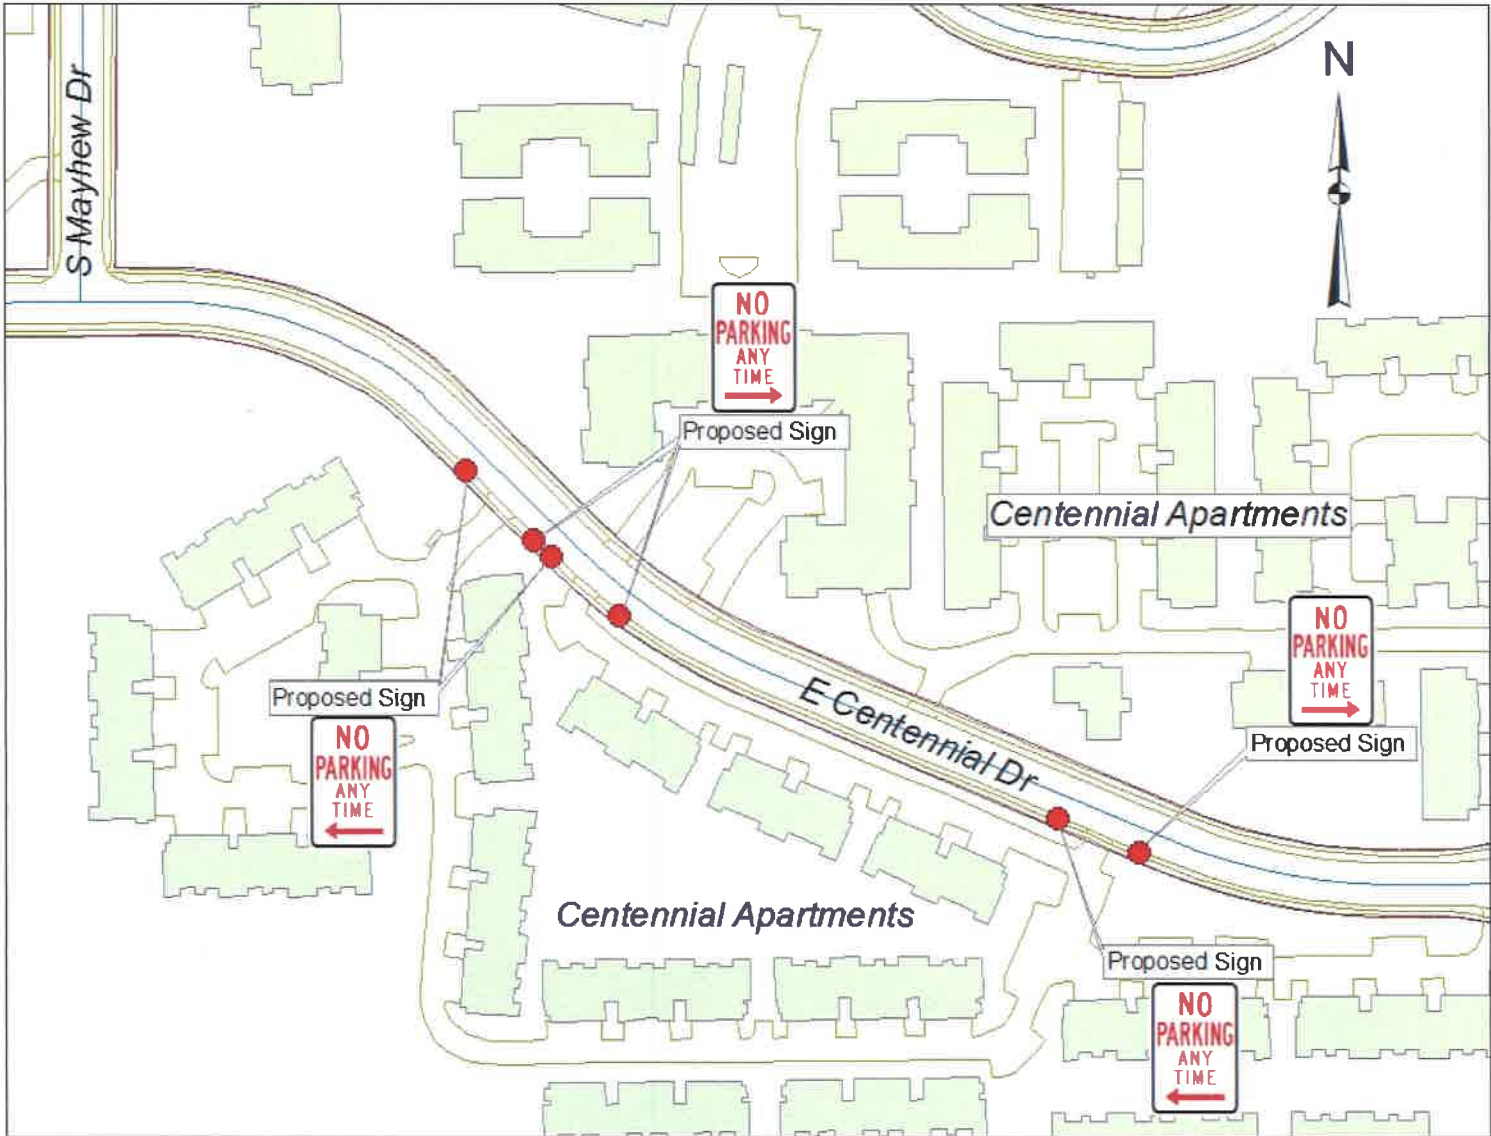 N
S Mayhew Dr
NO
PARKING
ANY
TIME
Proposed Sign
Centennial Apartments
NO
PARKING
ANY
TIME
Proposed Sign
Proposed Sign
NO
PARKING
ANY
TIME
E Centennial Dr
Centennial Apartments
Proposed Sign
NO
PARKING
ANY
TIME